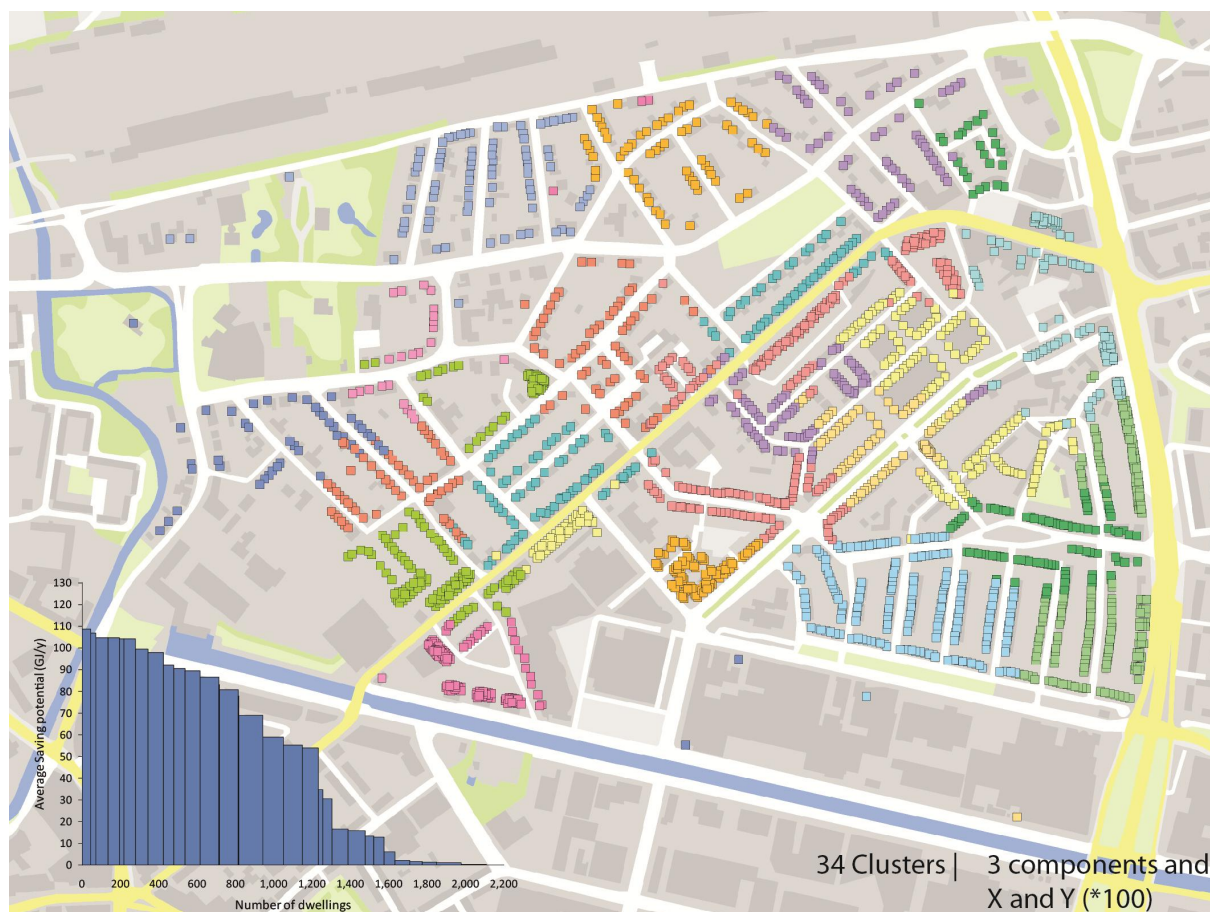 130
120
110
100
90
80
70
60
50
40
30
20
10
0
Average Saving potential (GJ/y)
0 200 400 600 800 1,000 1,200 1,400 1,600 1,800 2,000 2,200
Number of dwellings
34 Clusters | 3 components and
X and Y (*100)